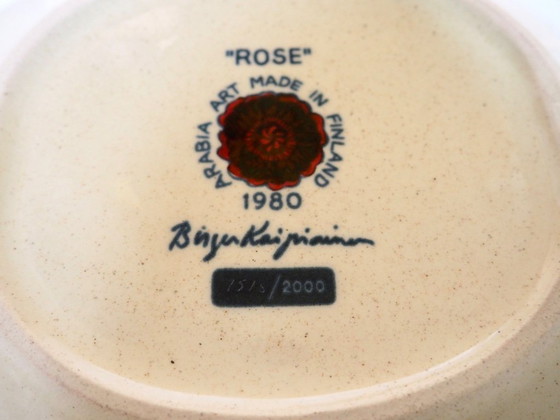 "ROSE"
ARABIA ART MADE IN FINLAND
1980
Birger Kaipiainen
/2000